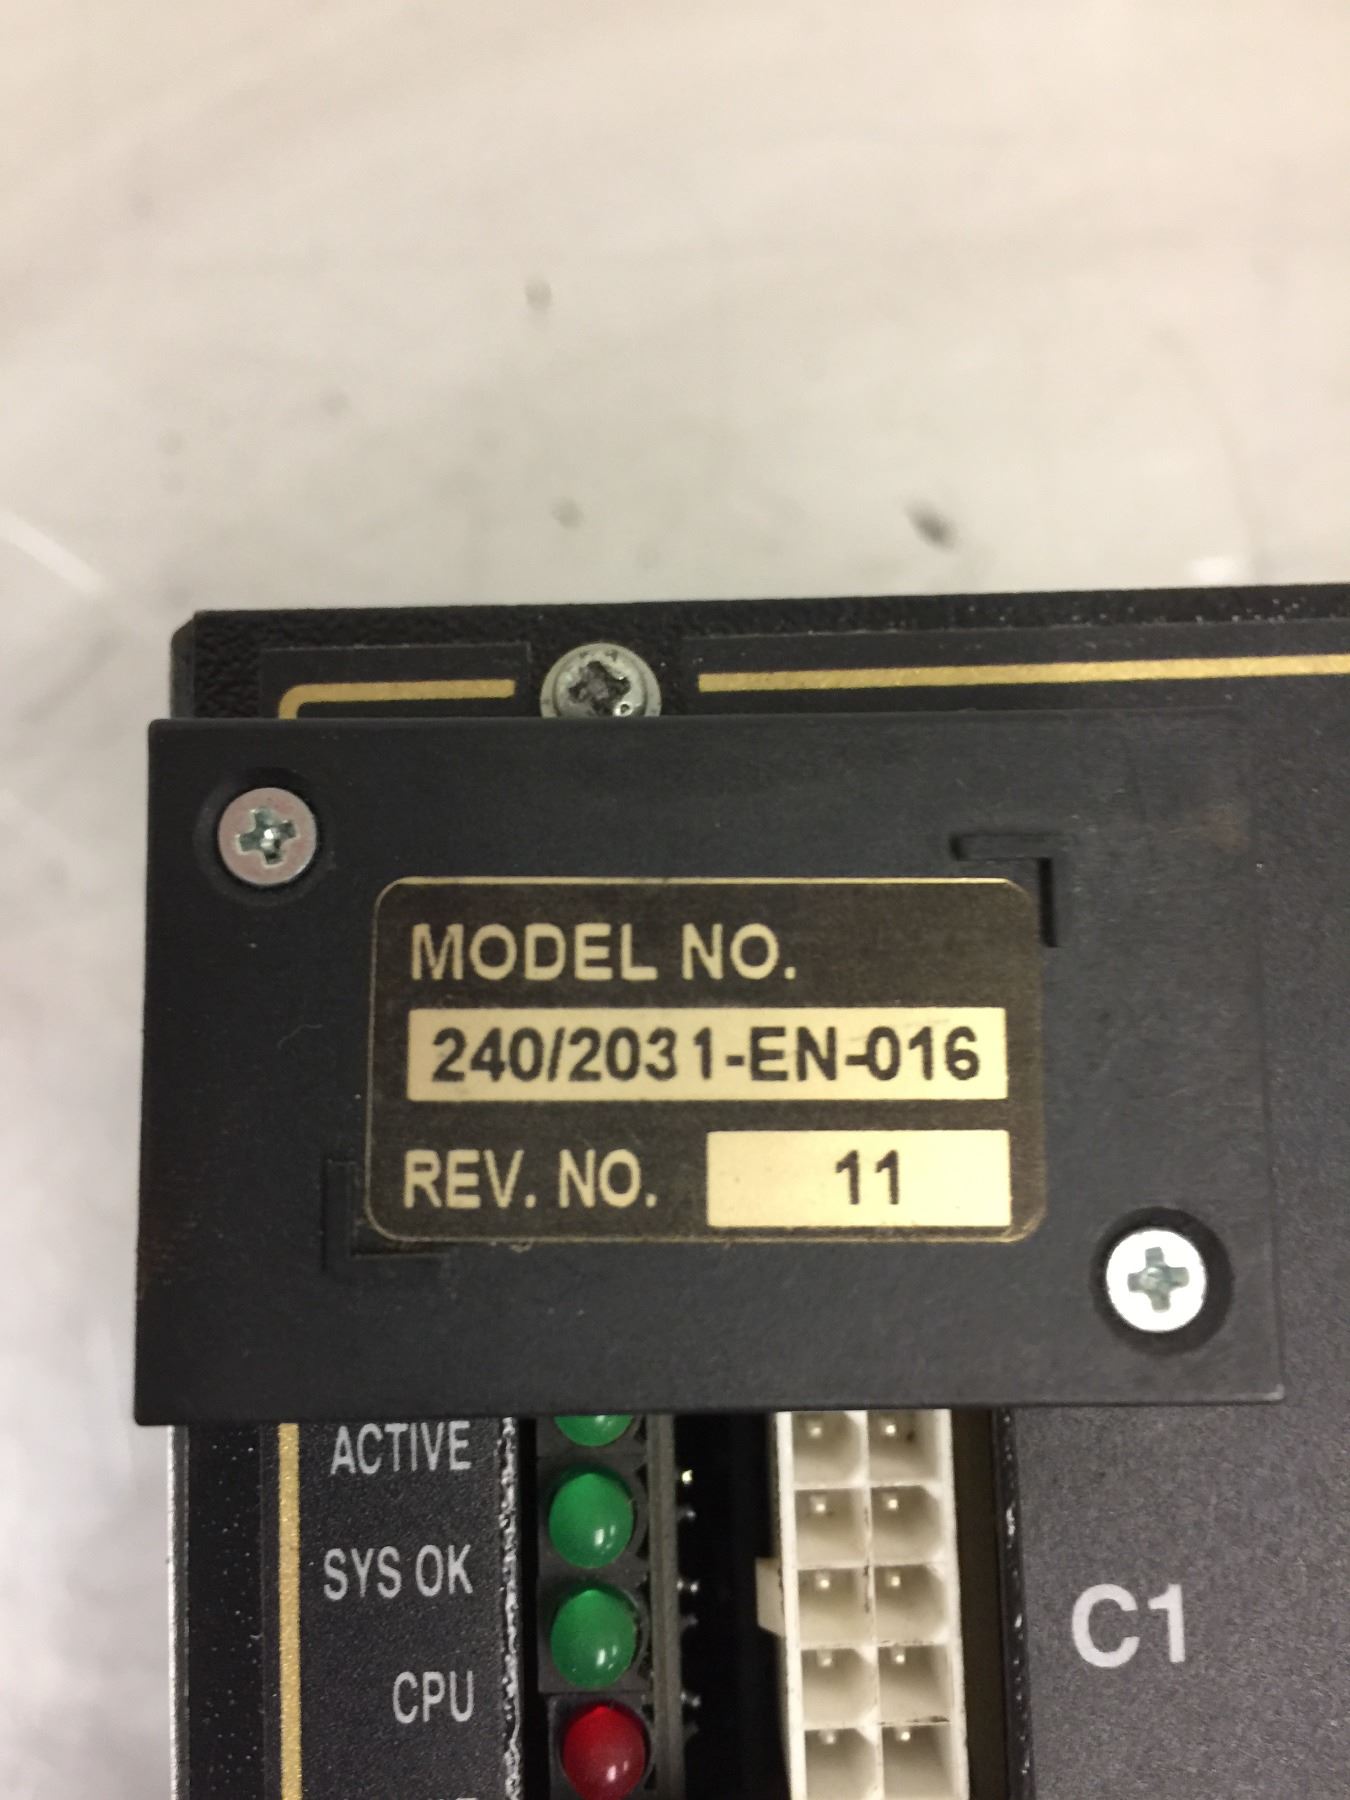 MODEL NO.
240/2031-EN-016
REV. NO. 11
ACTIVE
SYS OK
CPU
C1